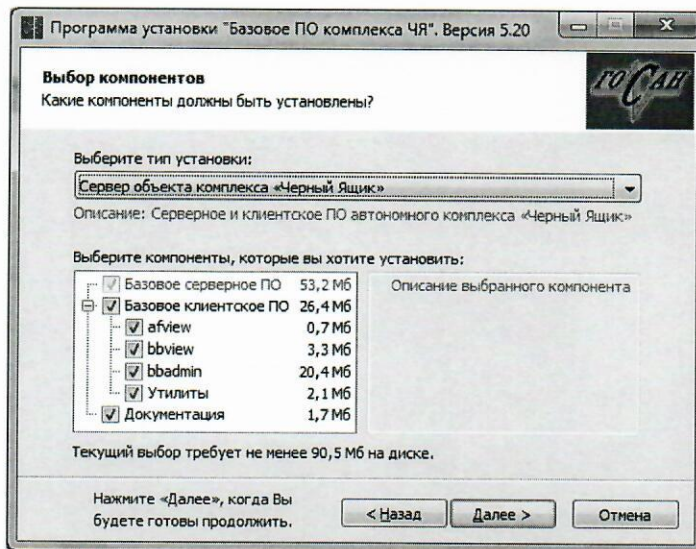 Программа установки "Базовое ПО комплекса ЧЯ". Версия 5.20
Выбор компонентов
Какие компоненты должны быть установлены?
ГОСАН
Выберите тип установки:
Сервер объекта комплекса «Черный Ящик»
Описание: Серверное и клиентское ПО автономного комплекса «Черный Ящик»
Выберите компоненты, которые вы хотите установить:
Базовое серверное ПО 53,2 Мб
Базовое клиентское ПО 26,4 Мб
afview 0,7 Мб
bbview 3,3 Мб
bbadmin 20,4 Мб
Утилиты 2,1 Мб
Документация 1,7 Мб
Описание выбранного компонента
Текущий выбор требует не менее 90,5 Мб на диске.
Нажмите «Далее», когда Вы
будете готовы продолжить.
< Назад
Далее >
Отмена